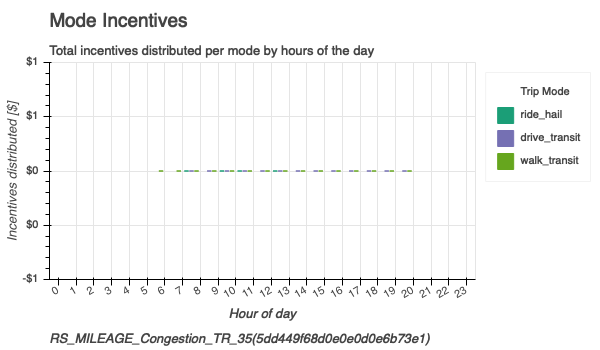 Mode Incentives
Total incentives distributed per mode by hours of the day
$1
$1
$0
$0
-$1
Incentives distributed [$]
0 1 2 3 4 5 6 7 8 9 10 11 12 13 14 15 16 17 18 19 20 21 22 23
Hour of day
Trip Mode
ride_hail
drive_transit
walk_transit
RS_MILEAGE_Congestion_TR_35(5dd449f68d0e0e0d0e6b73e1)